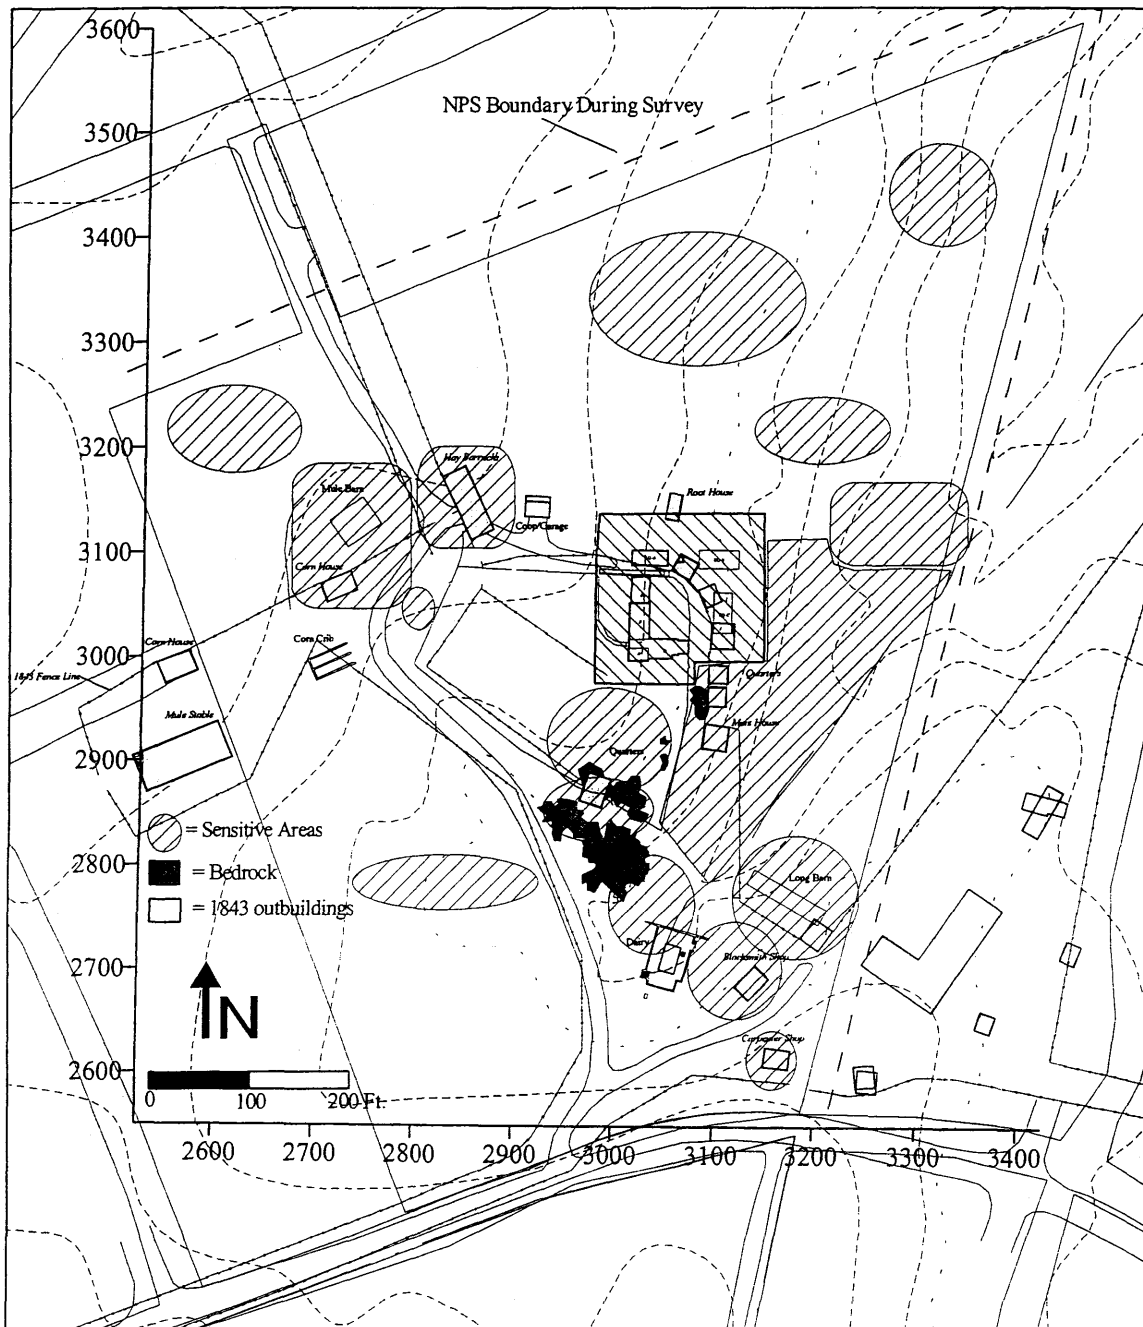 3600
3500
3400
3300
3200
3100
3000
2900
2800
2700
2600
NPS Boundary During Survey
Hay Barracks
Mule Barn
Root House
Coop/Garage
Corn House
Corn House
Corn Crib
1843 Fence Line
Mule Stable
Quarters
Meat House
Quarters
= Sensitive Areas
= Bedrock
= 1843 outbuildings
Long Barn
Dairy
Blacksmith Shop
Carpenter Shop
N
0
100
200 Ft.
2600
2700
2800
2900
3000
3100
3200
3300
3400